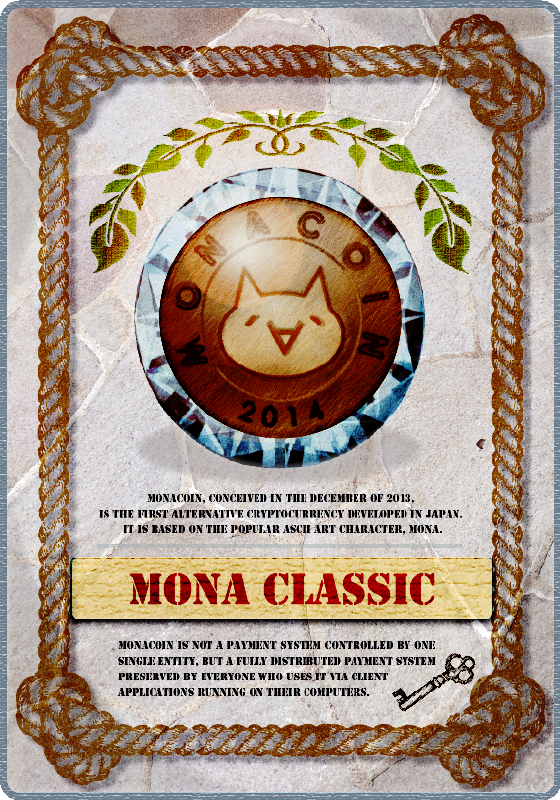 MONACOIN
2014
MONACOIN, CONCEIVED IN THE DECEMBER OF 2013,
IS THE FIRST ALTERNATIVE CRYPTOCURRENCY DEVELOPED IN JAPAN.
IT IS BASED ON THE POPULAR ASCII ART CHARACTER, MONA.
MONA CLASSIC
MONACOIN IS NOT A PAYMENT SYSTEM CONTROLLED BY ONE
SINGLE ENTITY, BUT A FULLY DISTRIBUTED PAYMENT SYSTEM
PRESERVED BY EVERYONE WHO USES IT VIA CLIENT
APPLICATIONS RUNNING ON THEIR COMPUTERS.